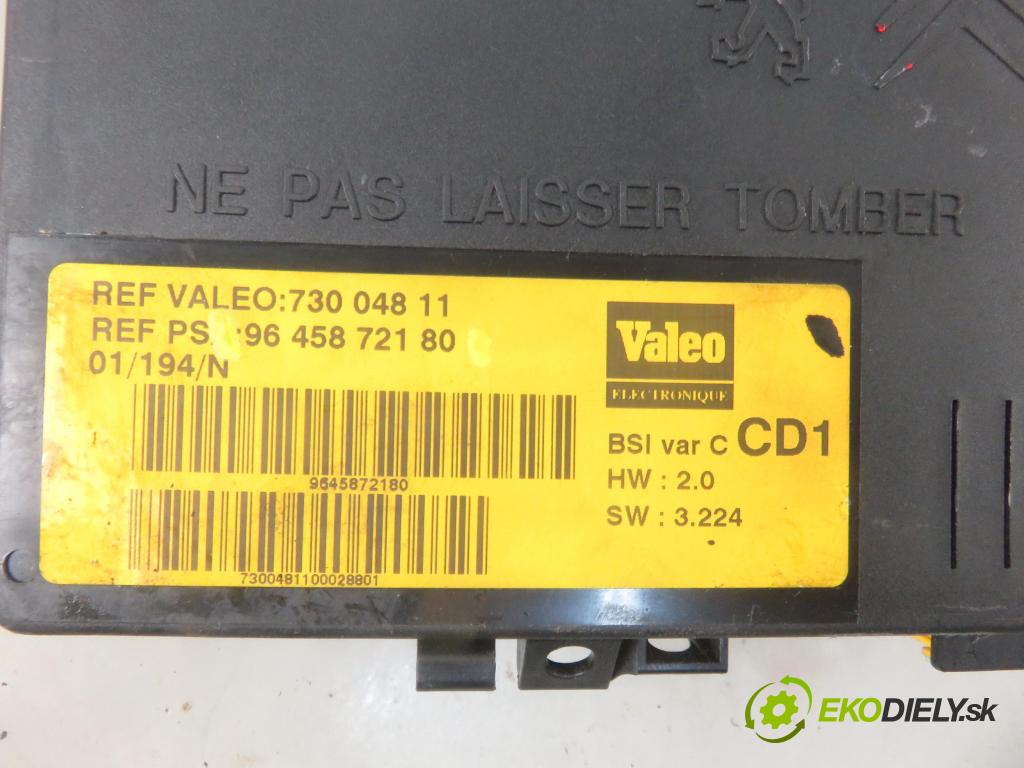 NE PAS LAISSER TOMBER
REF VALEO:730 048 11
REF PS :96 458 721 80
01/194/N
9645872180
7300481100028801
Valeo
ELECTRONIQUE
BSI var C CD1
HW : 2.0
SW : 3.224
EKODIELY.sk